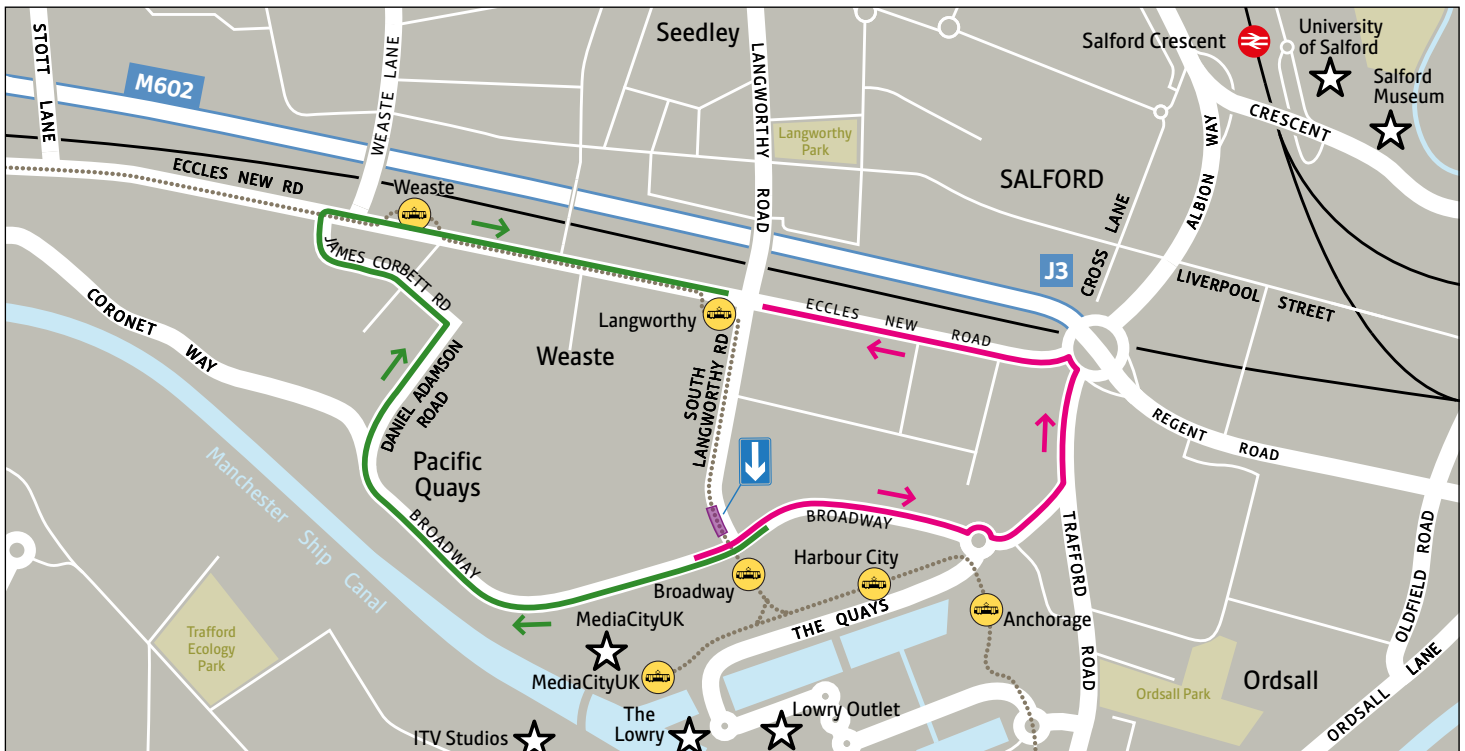 STOTT
LANE
M602
WEASTE LANE
Seedley
LANGWORTHY
ROAD
Langworthy
Park
Salford Crescent
University
of Salford
Salford
Museum
CRESCENT
ALBION
WAY
SALFORD
CROSS LANE
J3
LIVERPOOL
STREET
ECCLES NEW RD
Weaste
JAMES CORBETT RD
CORONET
WAY
Langworthy
ECCLES NEW ROAD
Weaste
SOUTH
LANGWORTHY RD
DANIEL ADAMSON
ROAD
Pacific
Quays
REGENT ROAD
Manchester Ship Canal
BROADWAY
BROADWAY
TRAFFORD
ROAD
OLDFIELD ROAD
Harbour City
Broadway
THE QUAYS
Anchorage
MediaCityUK
MediaCityUK
Trafford
Ecology
Park
Ordsall Park
Ordsall
ORDSALL LANE
The
Lowry
Lowry Outlet
ITV Studios